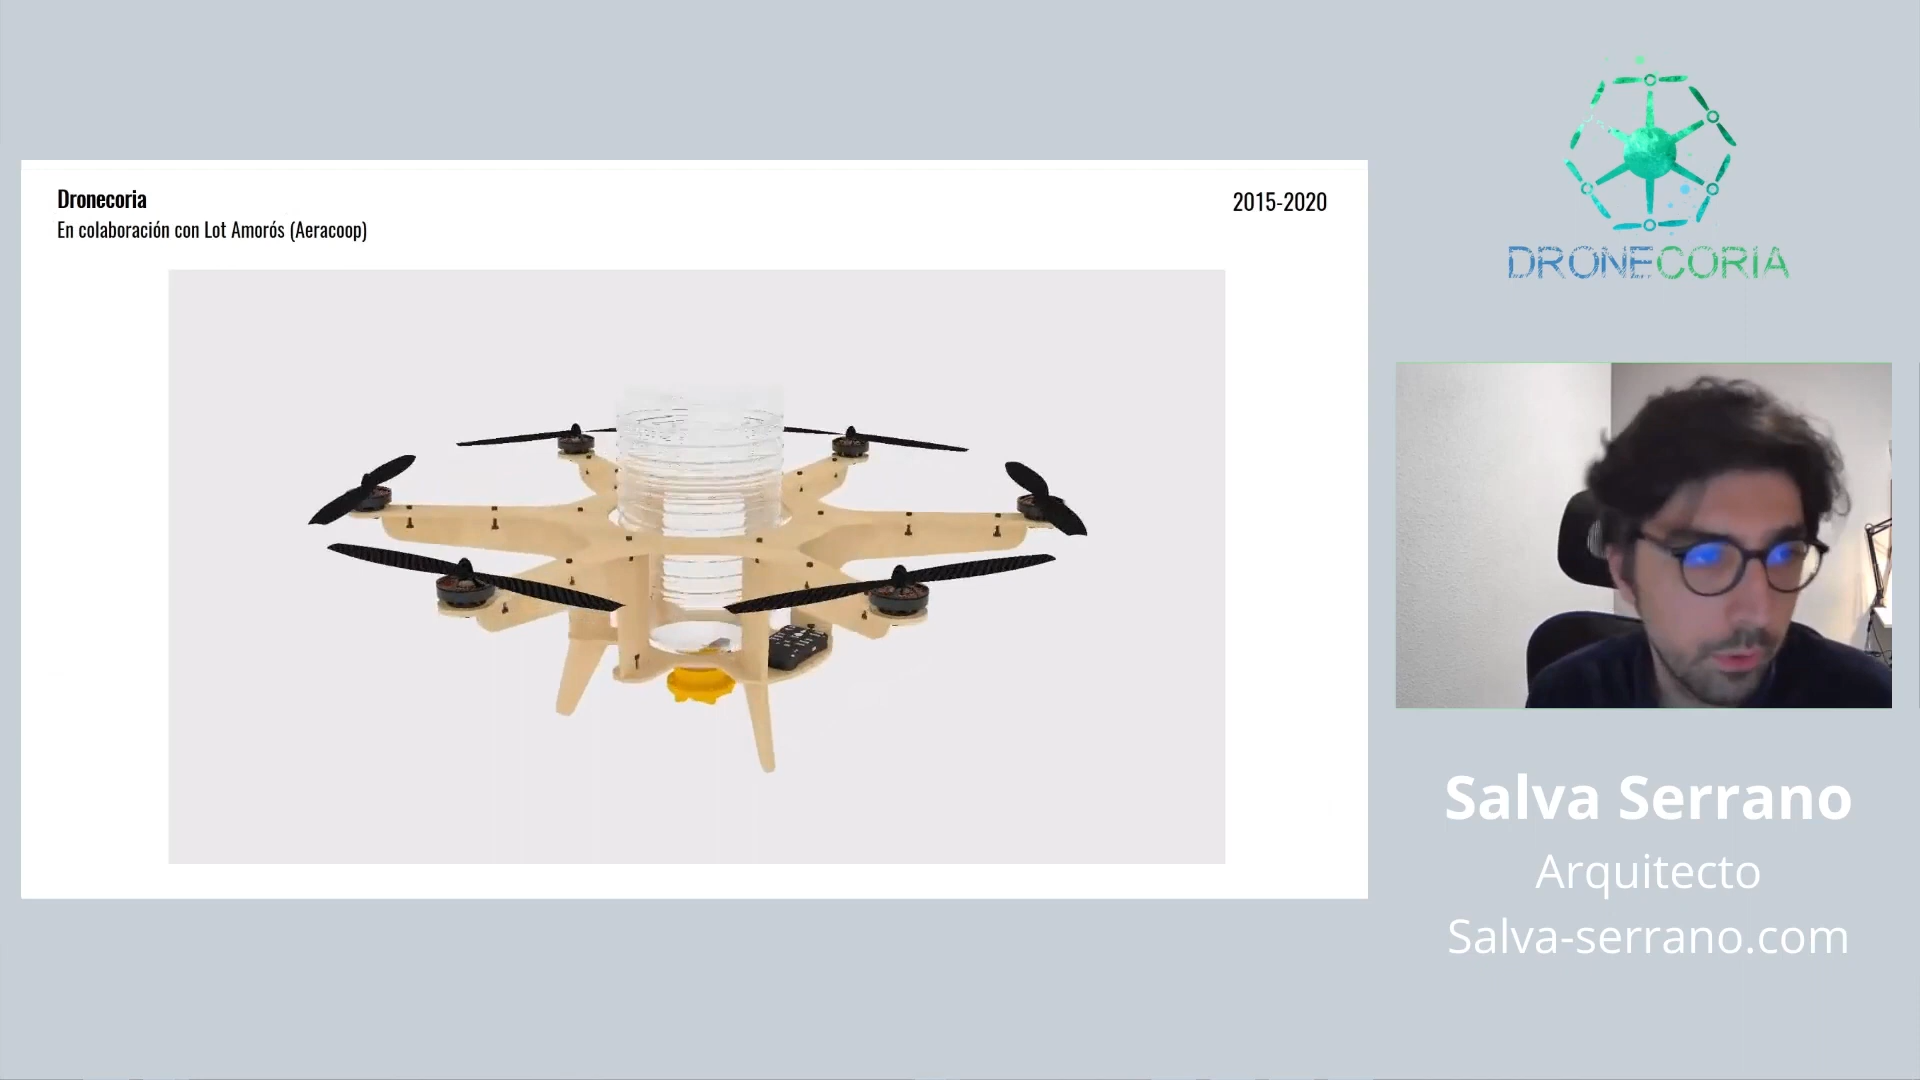 Dronecoria
En colaboración con Lot Amorós (Aeracoop)
2015-2020
DRONECORIA
Salva Serrano
Arquitecto
Salva-serrano.com